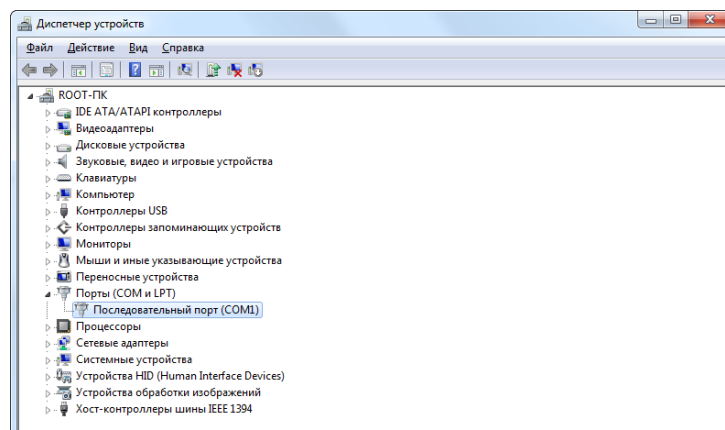 Диспетчер устройств
Файл Действие Вид Справка
ROOT-ПК
IDE ATA/ATAPI контроллеры
Видеоадаптеры
Дисковые устройства
Звуковые, видео и игровые устройства
Клавиатуры
Компьютер
Контроллеры USB
Контроллеры запоминающих устройств
Мониторы
Мыши и иные указывающие устройства
Переносные устройства
Порты (COM и LPT)
Последовательный порт (COM1)
Процессоры
Сетевые адаптеры
Системные устройства
Устройства HID (Human Interface Devices)
Устройства обработки изображений
Хост-контроллеры шины IEEE 1394